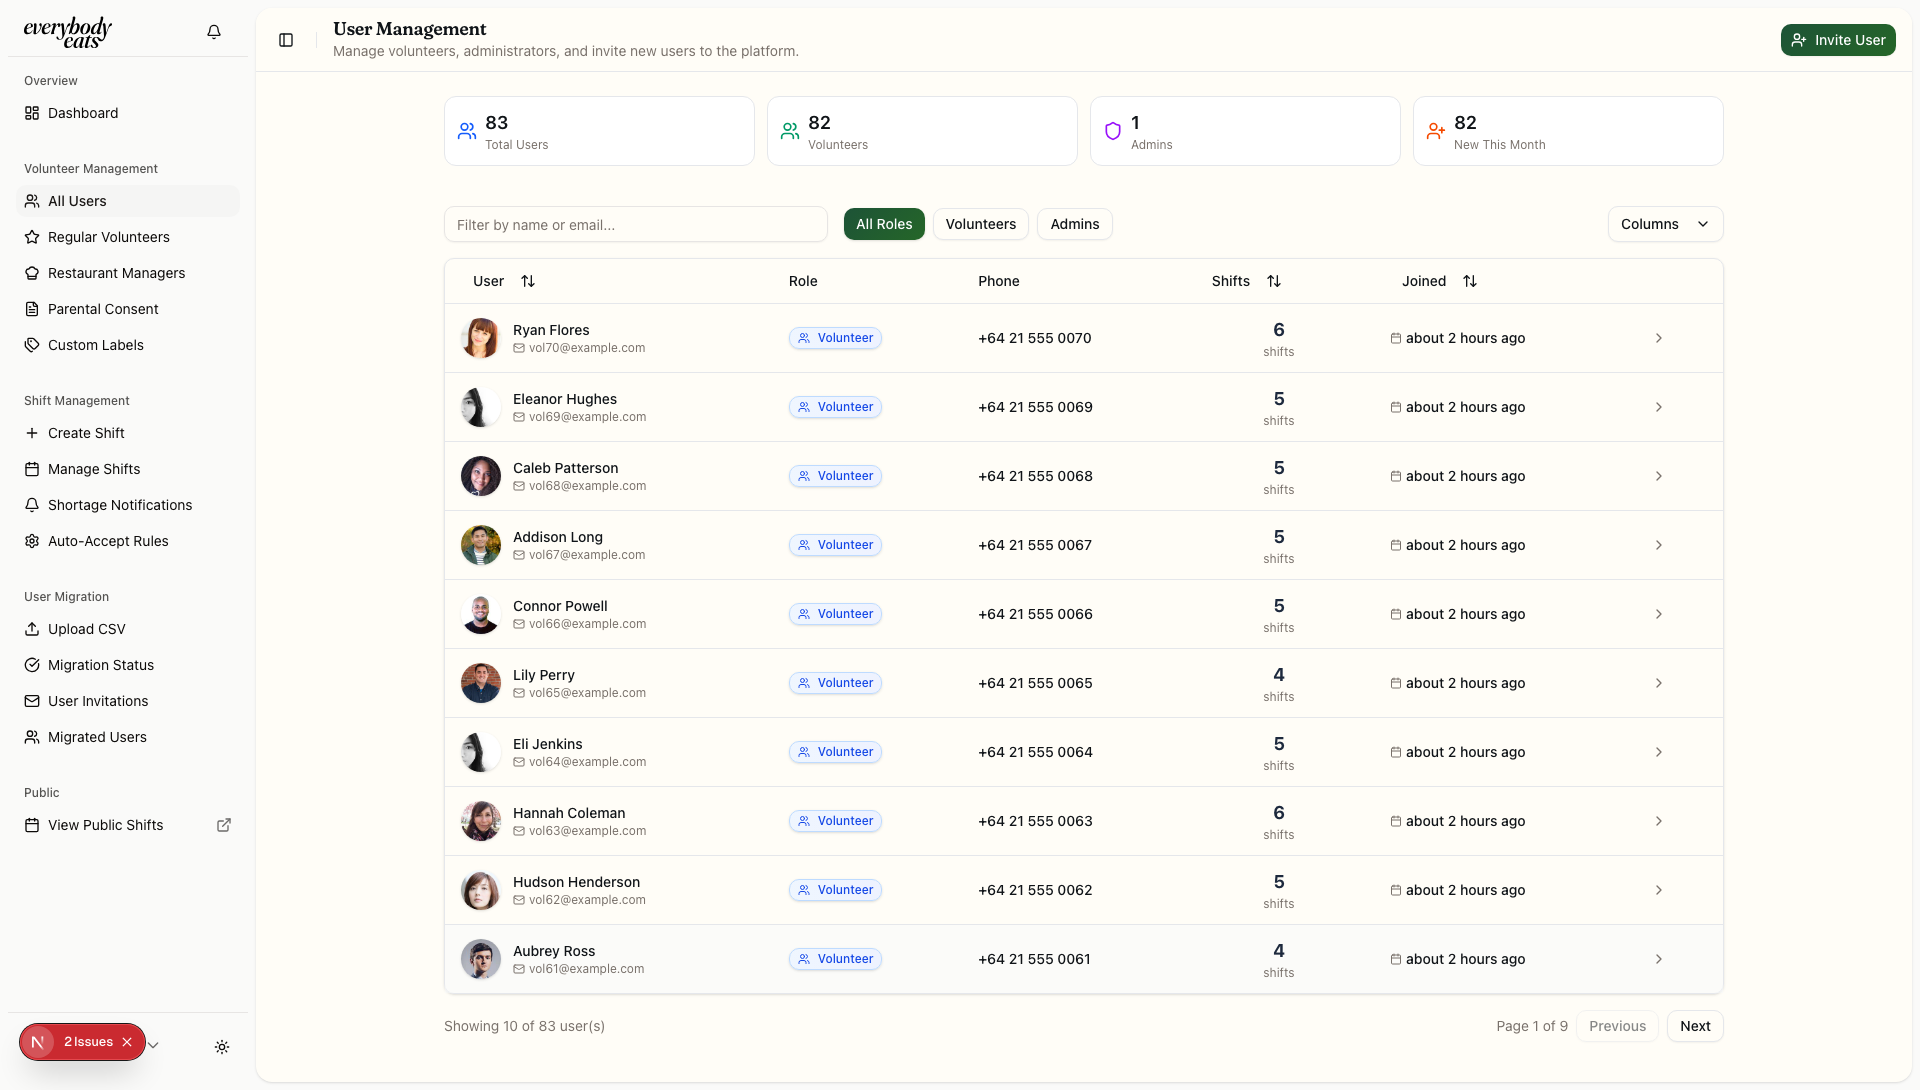 everybody
eats
Overview
Dashboard
Volunteer Management
All Users
Regular Volunteers
Restaurant Managers
Parental Consent
Custom Labels
Shift Management
Create Shift
Manage Shifts
Shortage Notifications
Auto-Accept Rules
User Migration
Upload CSV
Migration Status
User Invitations
Migrated Users
Public
View Public Shifts
N 2 Issues
User Management
Manage volunteers, administrators, and invite new users to the platform.
Invite User
83
Total Users
82
Volunteers
1
Admins
82
New This Month
Filter by name or email...
All Roles
Volunteers
Admins
Columns
User Role Phone Shifts Joined
Ryan Flores
vol70@example.com
Volunteer
+64 21 555 0070
6
shifts
about 2 hours ago
Eleanor Hughes
vol69@example.com
Volunteer
+64 21 555 0069
5
shifts
about 2 hours ago
Caleb Patterson
vol68@example.com
Volunteer
+64 21 555 0068
5
shifts
about 2 hours ago
Addison Long
vol67@example.com
Volunteer
+64 21 555 0067
5
shifts
about 2 hours ago
Connor Powell
vol66@example.com
Volunteer
+64 21 555 0066
5
shifts
about 2 hours ago
Lily Perry
vol65@example.com
Volunteer
+64 21 555 0065
4
shifts
about 2 hours ago
Eli Jenkins
vol64@example.com
Volunteer
+64 21 555 0064
5
shifts
about 2 hours ago
Hannah Coleman
vol63@example.com
Volunteer
+64 21 555 0063
6
shifts
about 2 hours ago
Hudson Henderson
vol62@example.com
Volunteer
+64 21 555 0062
5
shifts
about 2 hours ago
Aubrey Ross
vol61@example.com
Volunteer
+64 21 555 0061
4
shifts
about 2 hours ago
Showing 10 of 83 user(s)
Page 1 of 9
Previous
Next